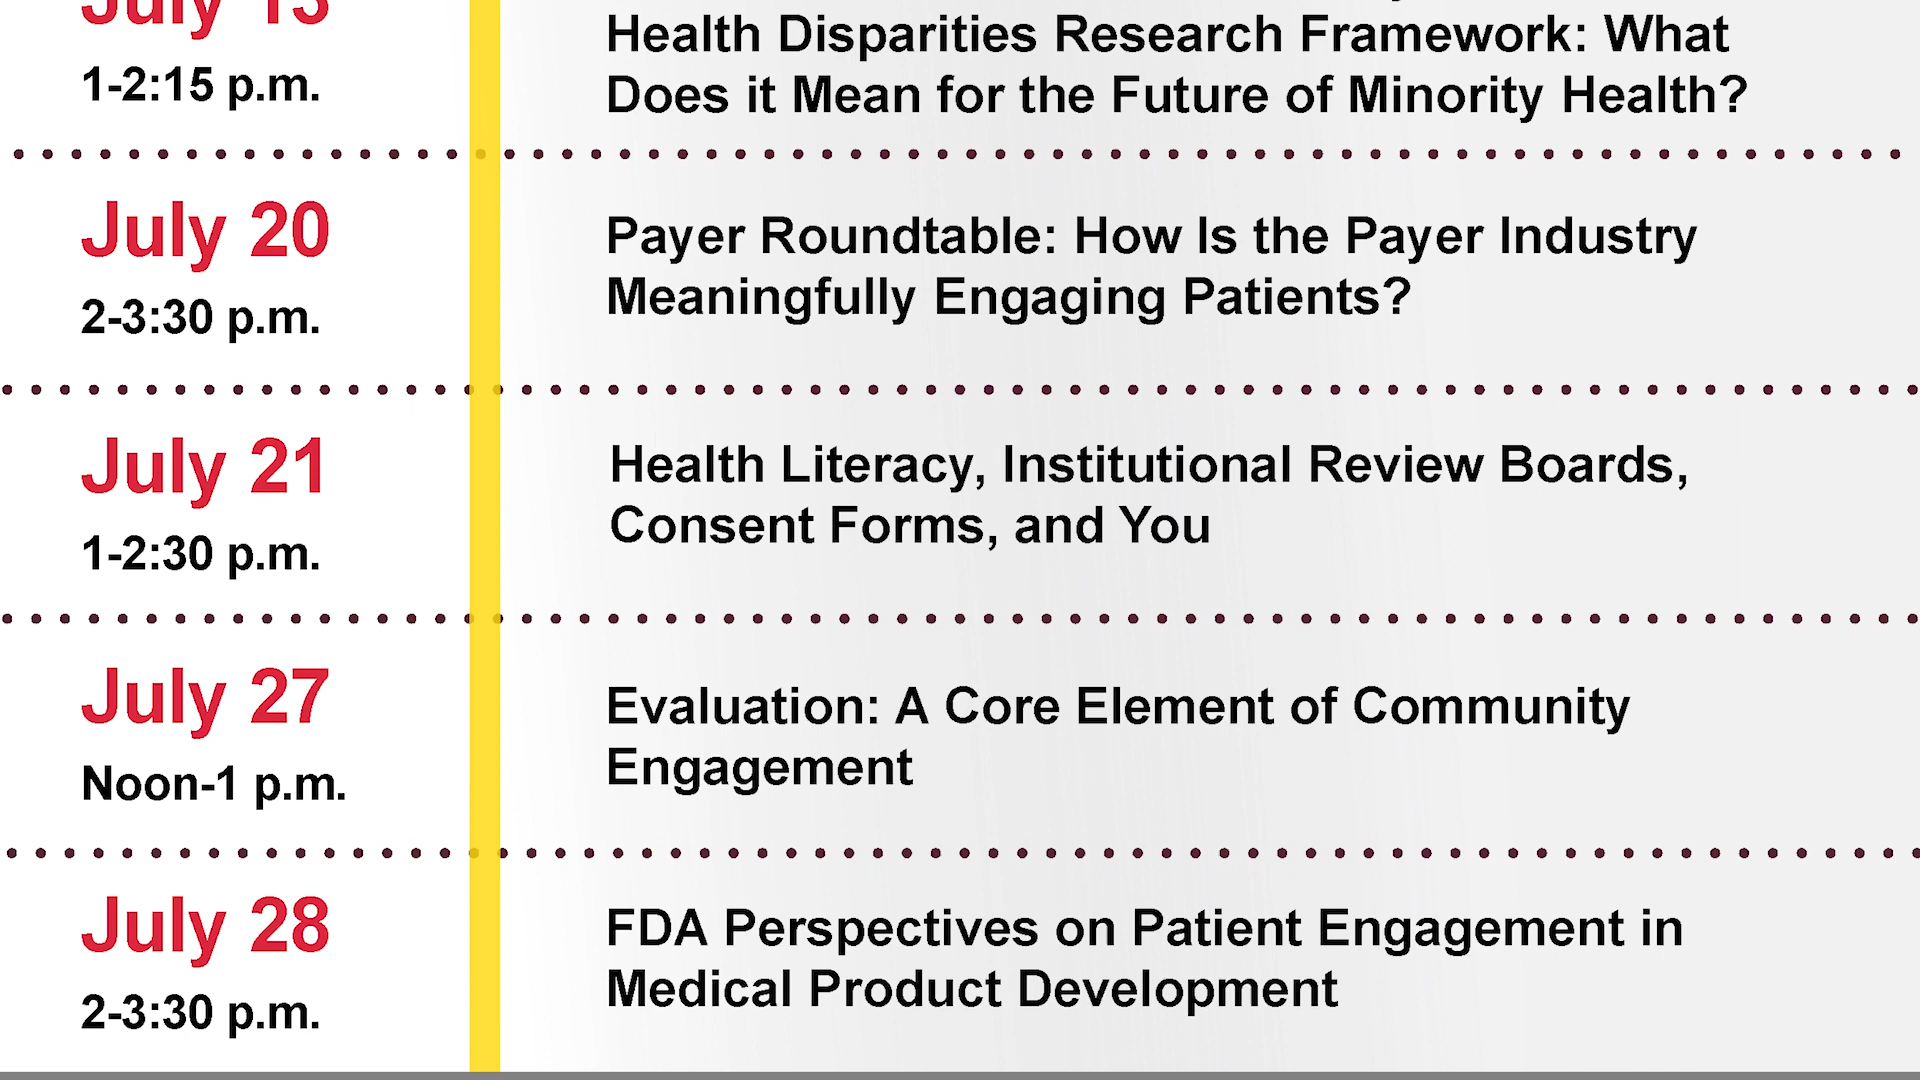 July 13
1-2:15 p.m.
Health Disparities Research Framework: What
Does it Mean for the Future of Minority Health?
July 20
2-3:30 p.m.
Payer Roundtable: How Is the Payer Industry
Meaningfully Engaging Patients?
July 21
1-2:30 p.m.
Health Literacy, Institutional Review Boards,
Consent Forms, and You
July 27
Noon-1 p.m.
Evaluation: A Core Element of Community
Engagement
July 28
2-3:30 p.m.
FDA Perspectives on Patient Engagement in
Medical Product Development